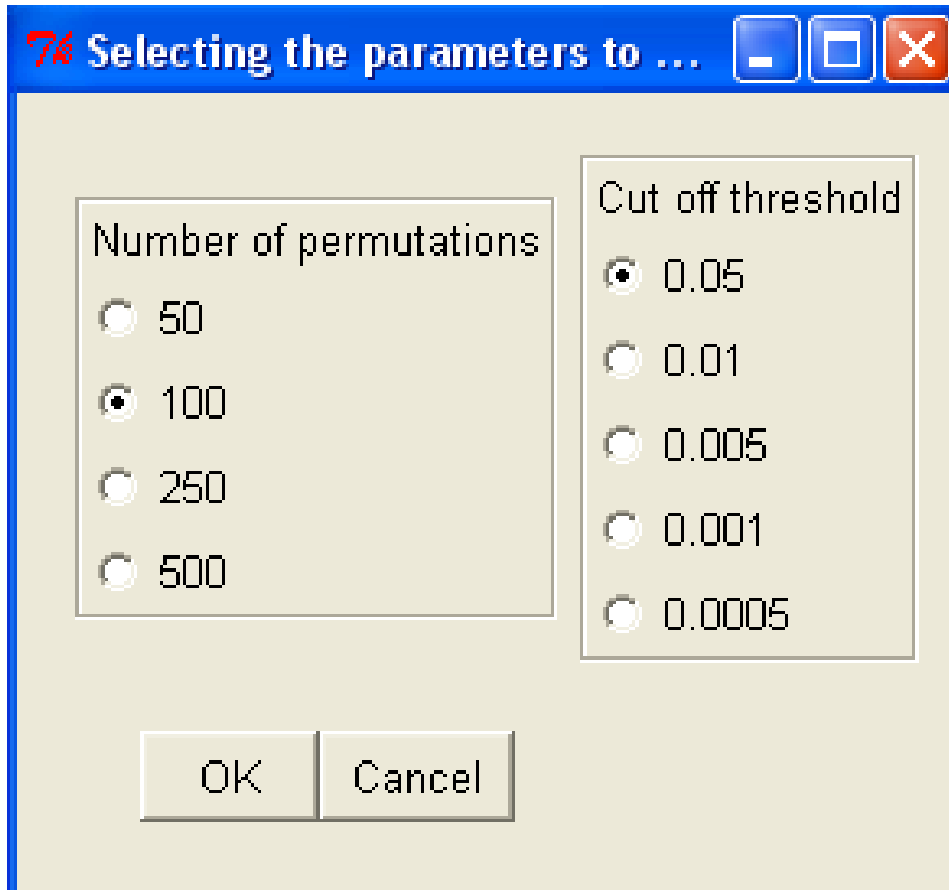 Selecting the parameters to ...
Number of permutations
50
100
250
500
Cut off threshold
0.05
0.01
0.005
0.001
0.0005
OK
Cancel